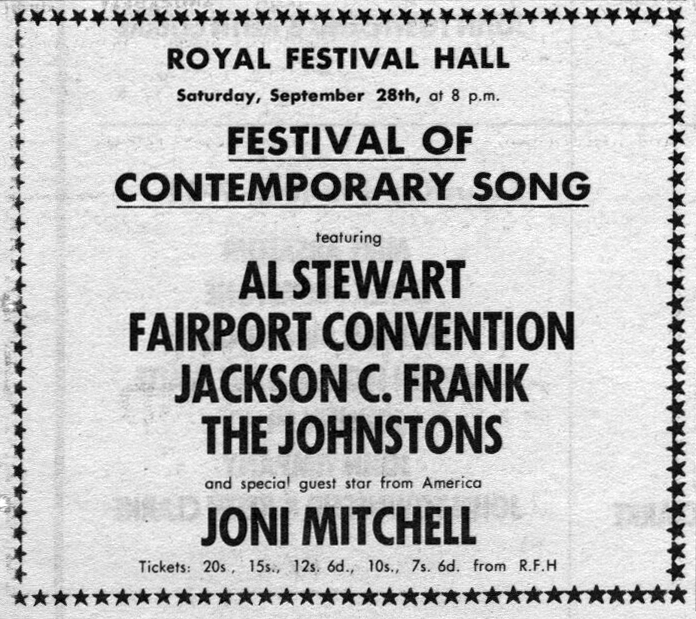 ROYAL FESTIVAL HALL
Saturday, September 28th, at 8 p.m.
FESTIVAL OF
CONTEMPORARY SONG
teaturing
AL STEWART
FAIRPORT CONVENTION
JACKSON C. FRANK
THE JOHNSTONS
and special guest star from America
JONI MITCHELL
Tickets: 20s, 15s., 12s. 6d., 10s., 7s. 6d. from R.F.H